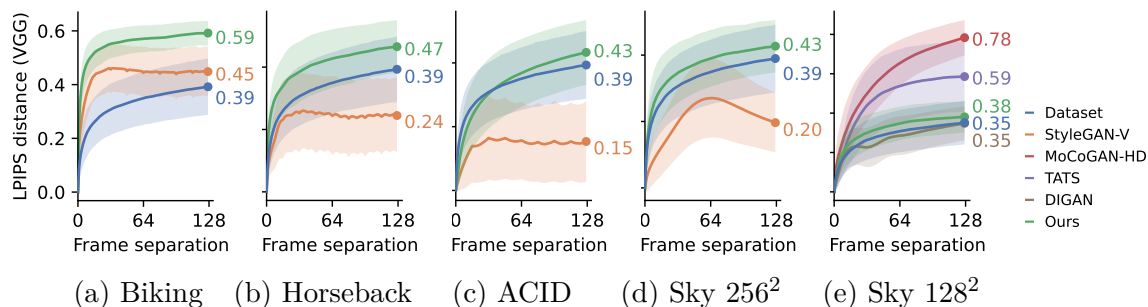 LPIPS distance (VGG)
0.6
0.4
0.2
0.0
0.59
0.45
0.39
0 64 128
Frame separation
(a) Biking
0.47
0.39
0.24
0 64 128
Frame separation
(b) Horseback
0.43
0.39
0.15
0 64 128
Frame separation
(c) ACID
0.43
0.39
0.20
0 64 128
Frame separation
(d) Sky 256²
0.78
0.59
0.38
0.35
0.35
0 64 128
Frame separation
(e) Sky 128²
Dataset
StyleGAN-V
MoCoGAN-HD
TATS
DIGAN
Ours